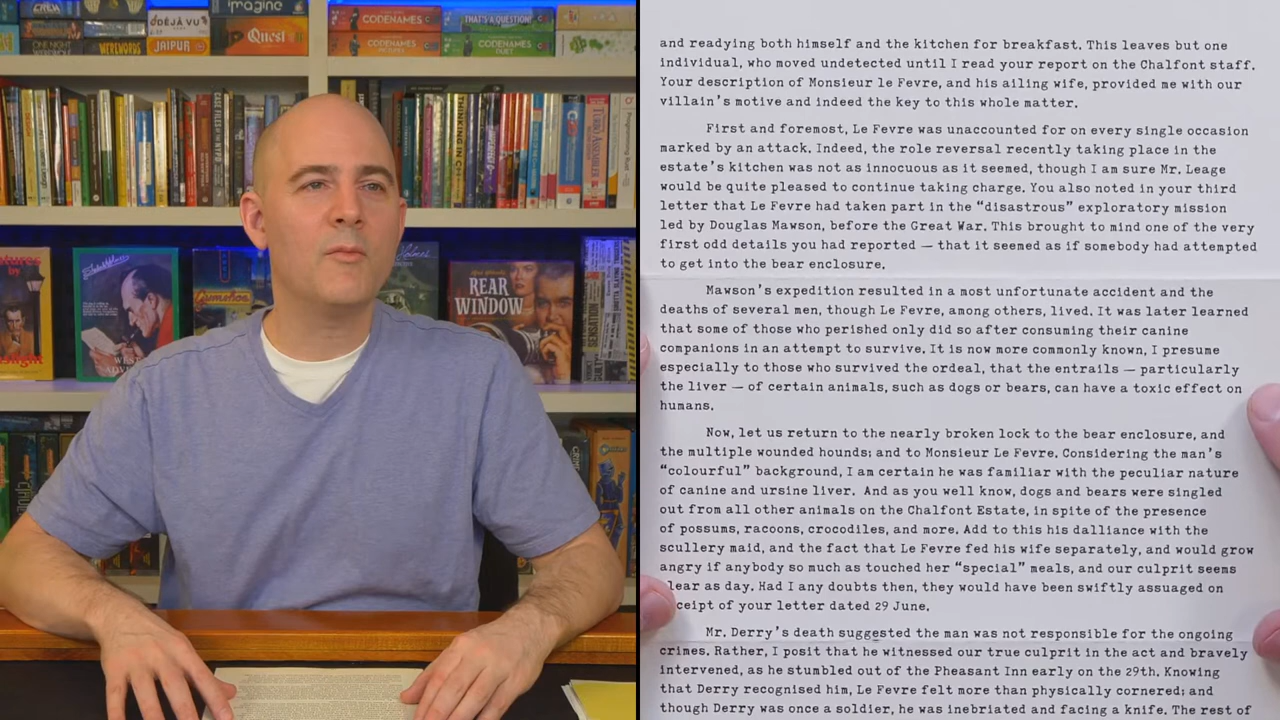 imagine
DÉJÀ VU
CREW
WEREWORDS
JAIPUR
Quest
CODENAMES
THAT'S A QUESTION!
CODENAMES
CODENAMES
DUET
REAR
WINDOW
and readying both himself and the kitchen for breakfast. This leaves but one
individual, who moved undetected until I read your report on the Chalfont staff.
Your description of Monsieur le Fevre, and his ailing wife, provided me with our
villain's motive and indeed the key to this whole matter.
First and foremost, Le Fevre was unaccounted for on every single occasion
marked by an attack. Indeed, the role reversal recently taking place in the
estate's kitchen was not as innocuous as it seemed, though I am sure Mr. Leage
would be quite pleased to continue taking charge. You also noted in your third
letter that Le Fevre had taken part in the “disastrous” exploratory mission
led by Douglas Mawson, before the Great War. This brought to mind one of the very
first odd details you had reported — that it seemed as if somebody had attempted
to get into the bear enclosure.
Mawson's expedition resulted in a most unfortunate accident and the
deaths of several men, though Le Fevre, among others, lived. It was later learned
that some of those who perished only did so after consuming their canine
companions in an attempt to survive. It is now more commonly known, I presume
especially to those who survived the ordeal, that the entrails — particularly
the liver — of certain animals, such as dogs or bears, can have a toxic effect on
humans.
Now, let us return to the nearly broken lock to the bear enclosure, and
the multiple wounded hounds; and to Monsieur Le Fevre. Considering the man's
“colourful” background, I am certain he was familiar with the peculiar nature
of canine and ursine liver. And as you well know, dogs and bears were singled
out from all other animals on the Chalfont Estate, in spite of the presence
of possums, racoons, crocodiles, and more. Add to this his dalliance with the
scullery maid, and the fact that Le Fevre fed his wife separately, and would grow
angry if anybody so much as touched her “special” meals, and our culprit seems
lear as day. Had I any doubts then, they would have been swiftly assuaged on
ceipt of your letter dated 29 June.
Mr. Derry's death suggested the man was not responsible for the ongoing
crimes. Rather, I posit that he witnessed our true culprit in the act and bravely
intervened, as he stumbled out of the Pheasant Inn early on the 29th. Knowing
that Derry recognised him, Le Fevre felt more than physically cornered; and
though Derry was once a soldier, he was inebriated and facing a knife. The rest of